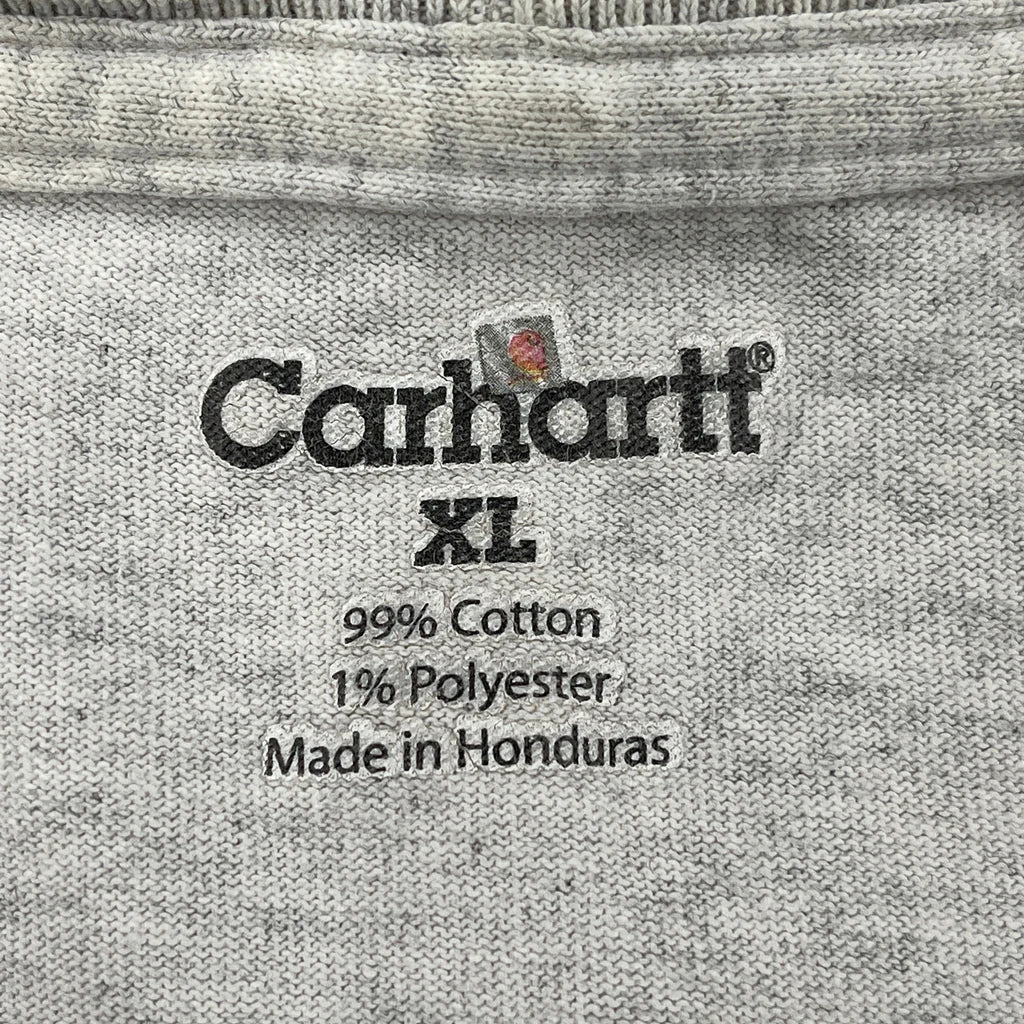 Carhartt®
XL
99% Cotton
1% Polyester
Made in Honduras